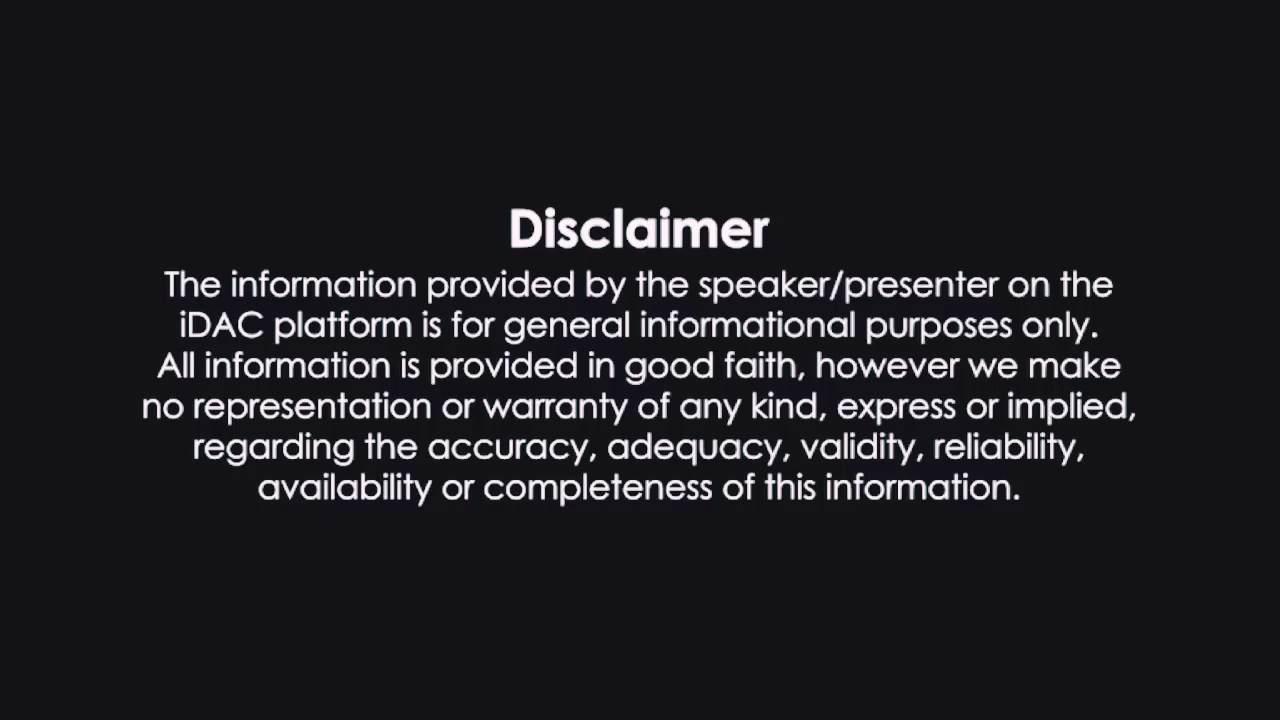 Disclaimer
The information provided by the speaker/presenter on the
iDAC platform is for general informational purposes only.
All information is provided in good faith, however we make
no representation or warranty of any kind, express or implied,
regarding the accuracy, adequacy, validity, reliability,
availability or completeness of this information.